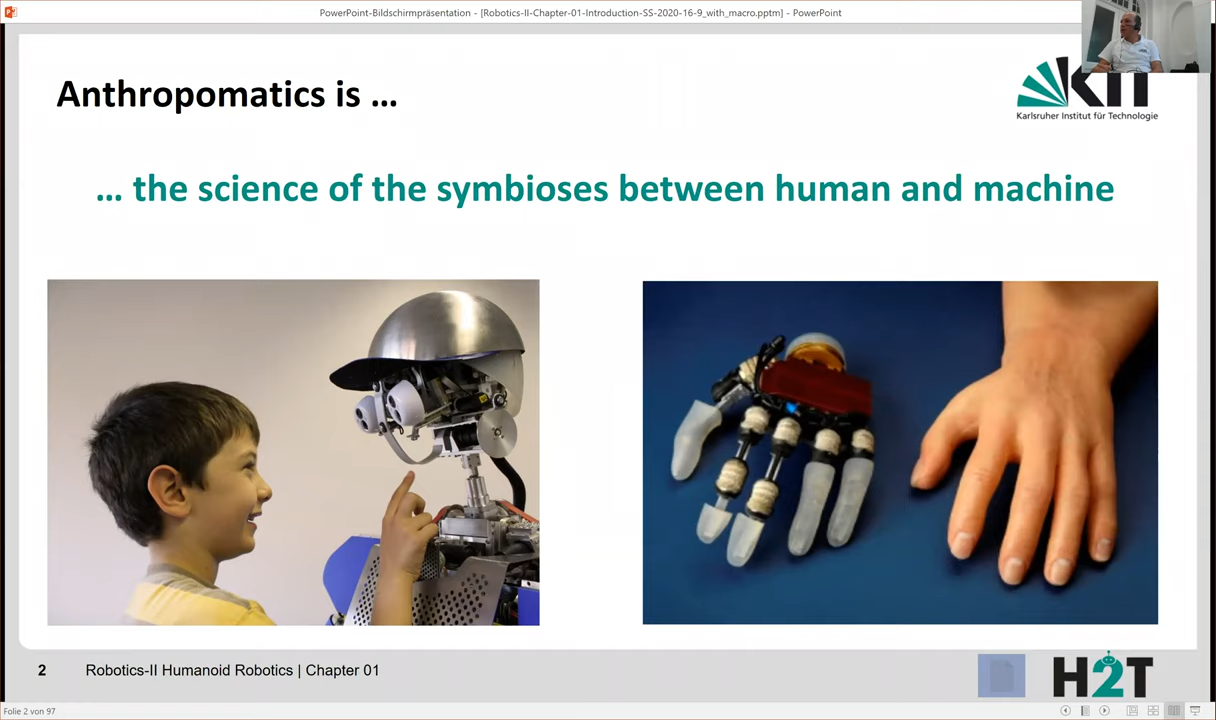 PowerPoint-Bildschirmpräsentation - [Robotics-II-Chapter-01-Introduction-SS-2020-16-9_with_macro.pptm] - PowerPoint
Anthropomatics is ...
KIT
Karlsruher Institut für Technologie
... the science of the symbioses between human and machine
2 Robotics-II Humanoid Robotics | Chapter 01
H2T
Folie 2 von 97